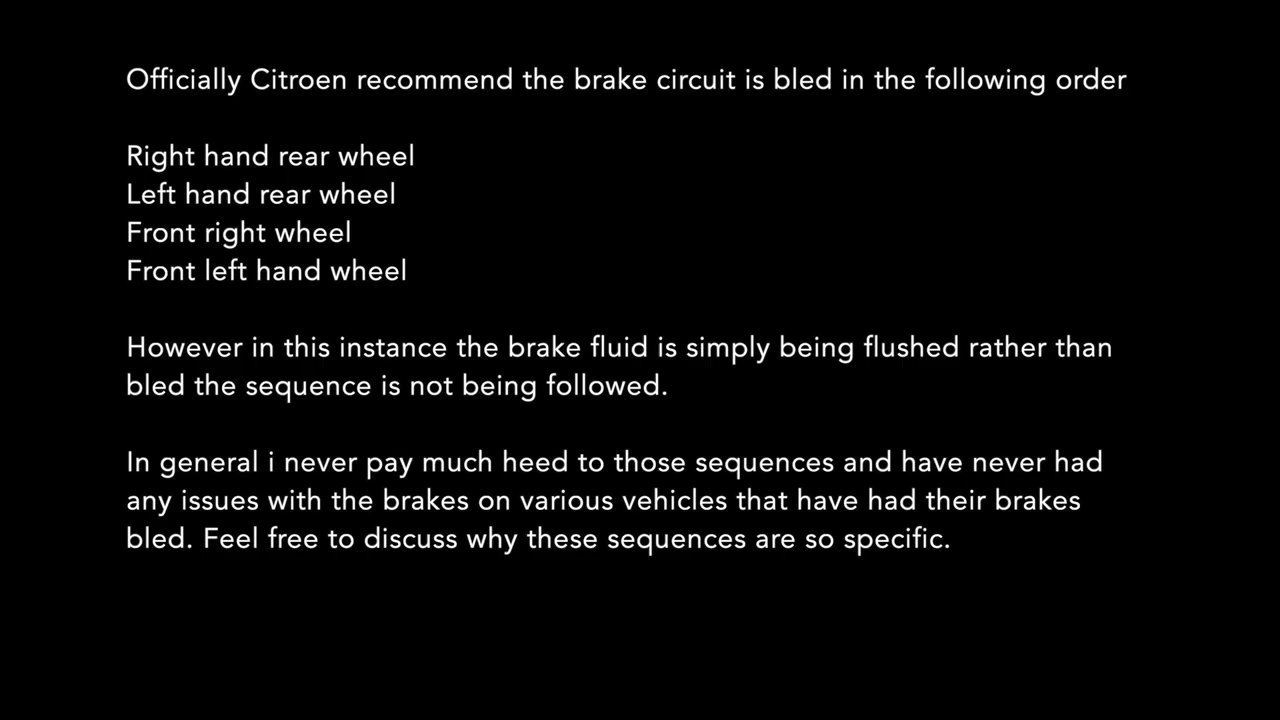 Officially Citroen recommend the brake circuit is bled in the following order
Right hand rear wheel
Left hand rear wheel
Front right wheel
Front left hand wheel
However in this instance the brake fluid is simply being flushed rather than
bled the sequence is not being followed.
In general i never pay much heed to those sequences and have never had
any issues with the brakes on various vehicles that have had their brakes
bled. Feel free to discuss why these sequences are so specific.